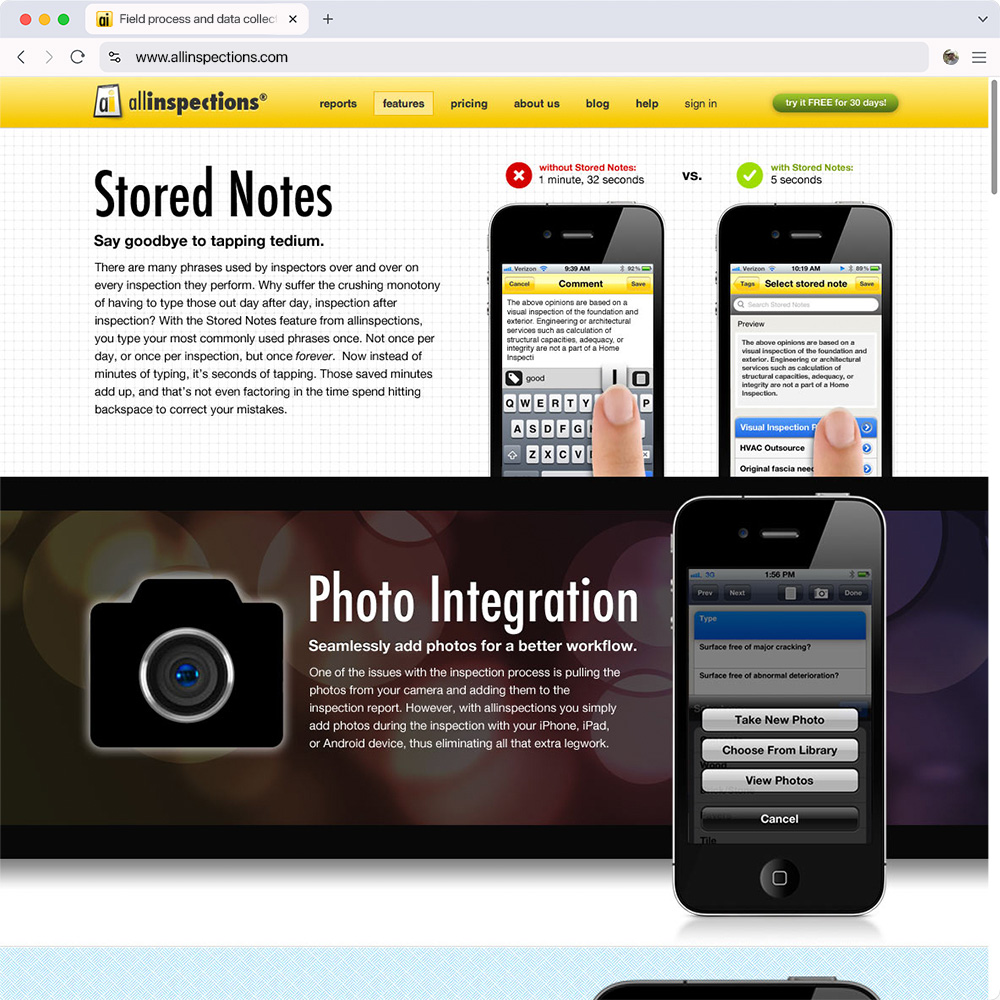 ai Field process and data collec
www.allinspections.com
ai allinspections®
reports features pricing about us blog help sign in try it FREE for 30 days!
Stored Notes
Say goodbye to tapping tedium.
There are many phrases used by inspectors over and over on
every inspection they perform. Why suffer the crushing monotony
of having to type those out day after day, inspection after
inspection? With the Stored Notes feature from allinspections,
you type your most commonly used phrases once. Not once per
day, or once per inspection, but once forever. Now instead of
minutes of typing, it's seconds of tapping. Those saved minutes
add up, and that's not even factoring in the time spend hitting
backspace to correct your mistakes.
without Stored Notes:
1 minute, 32 seconds
vs.
with Stored Notes:
5 seconds
Verizon 9:39 AM 92%
Cancel Comment Save
The above opinions are based on a
visual inspection of the foundation and
exterior. Engineering or architectural
services such as calculation of
structural capacities, adequacy, or
integrity are not a part of a Home
Inspecti
good
Q W E R T Y P
A S D F G
Z X C V
Verizon 10:19 AM 89%
Tags Select stored note Save
Search Stored Notes
Preview
The above opinions are based on a
visual inspection of the foundation and
exterior. Engineering or architectural
services such as calculation of
structural capacities, adequacy, or
integrity are not a part of a Home
Inspection.
Visual Inspection P
HVAC Outsource
Original fascia nee
Photo Integration
Seamlessly add photos for a better workflow.
One of the issues with the inspection process is pulling the
photos from your camera and adding them to the
inspection report. However, with allinspections you simply
add photos during the inspection with your iPhone, iPad,
or Android device, thus eliminating all that extra legwork.
3G 1:56 PM
Prev Next Done
Type
Surface free of major cracking?
Surface free of abnormal deterioration?
Take New Photo
Choose From Library
Wood
View Photos
Cancel
Tile